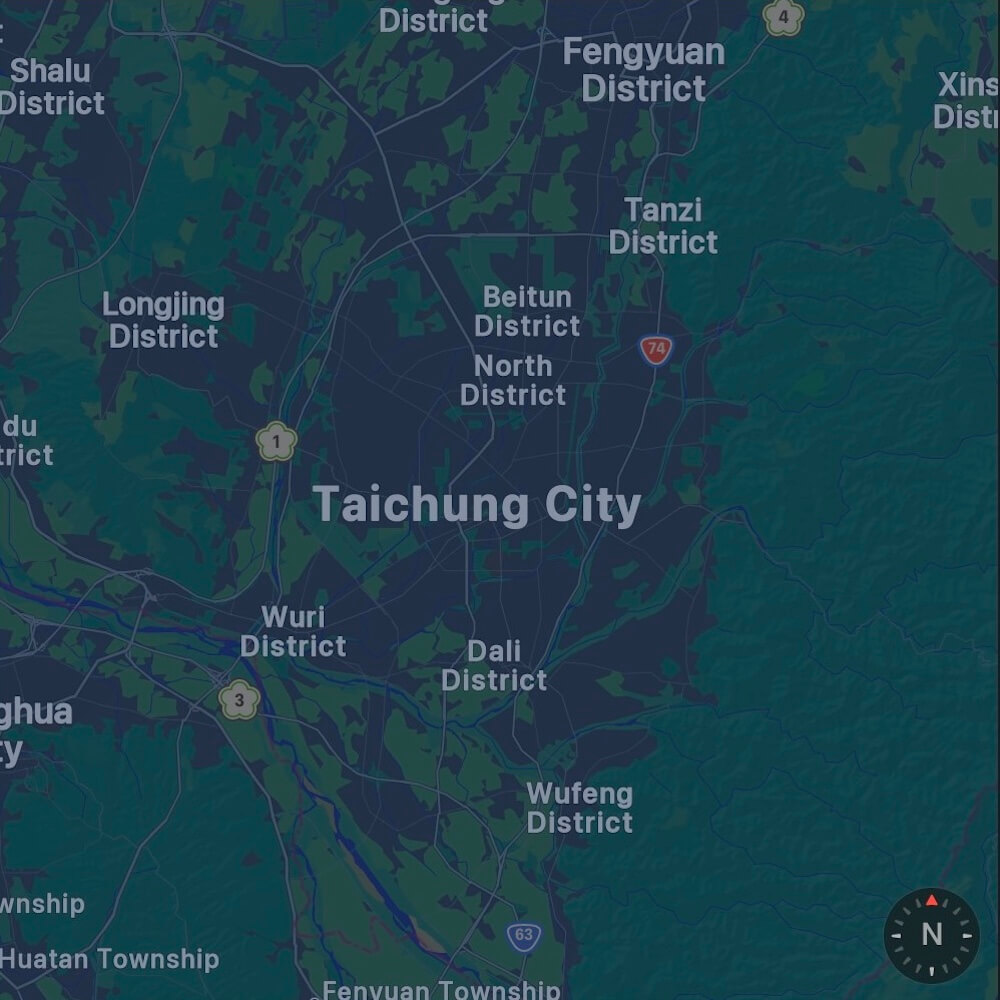 District
4
Fengyuan
District
Shalu
District
Tanzi
District
Longjing
District
Beitun
District
North
District
74
1
Taichung City
Wuri
District
Dali
District
3
Wufeng
District
N
63
Huatan Township
Fenyuan Township